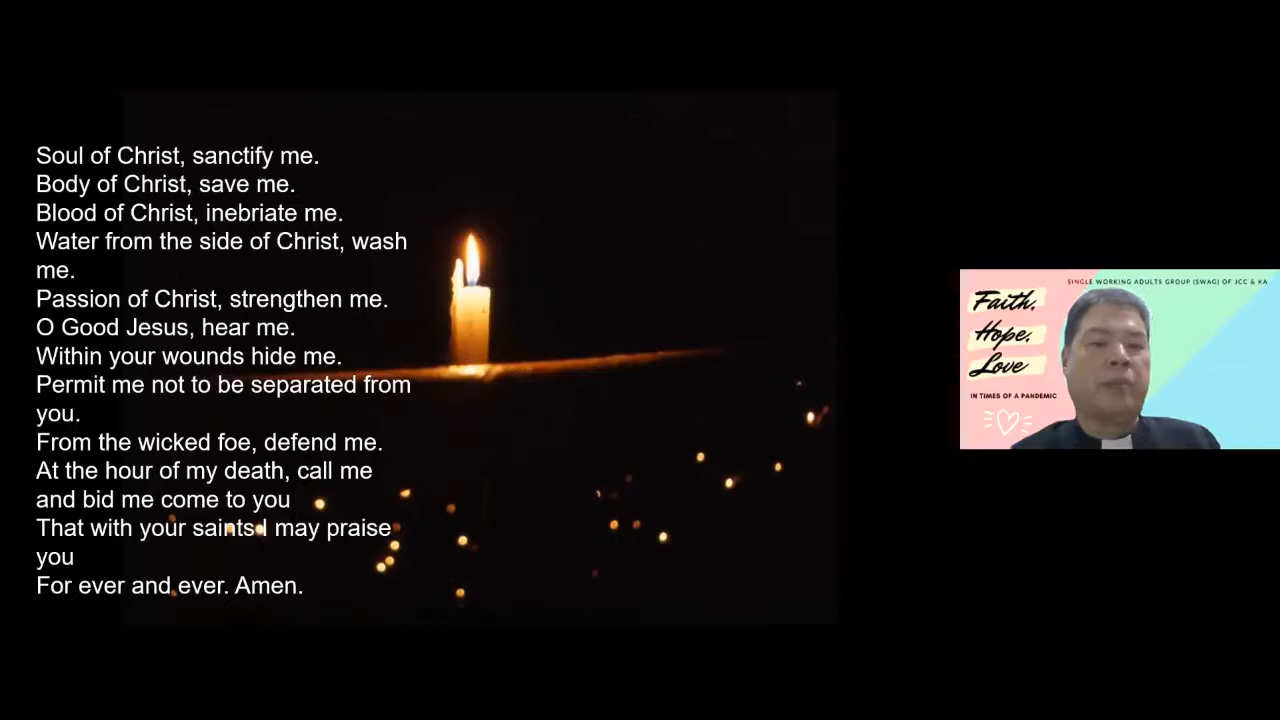 Soul of Christ, sanctify me.
Body of Christ, save me.
Blood of Christ, inebriate me.
Water from the side of Christ, wash
me.
Passion of Christ, strengthen me.
O Good Jesus, hear me.
Within your wounds hide me.
Permit me not to be separated from
you.
From the wicked foe, defend me.
At the hour of my death, call me
and bid me come to you
That with your saints I may praise
you
For ever and ever. Amen.
SINGLE WORKING ADULTS GROUP (SWAG) OF JCC & KA
Faith.
Hope.
Love
IN TIMES OF A PANDEMIC